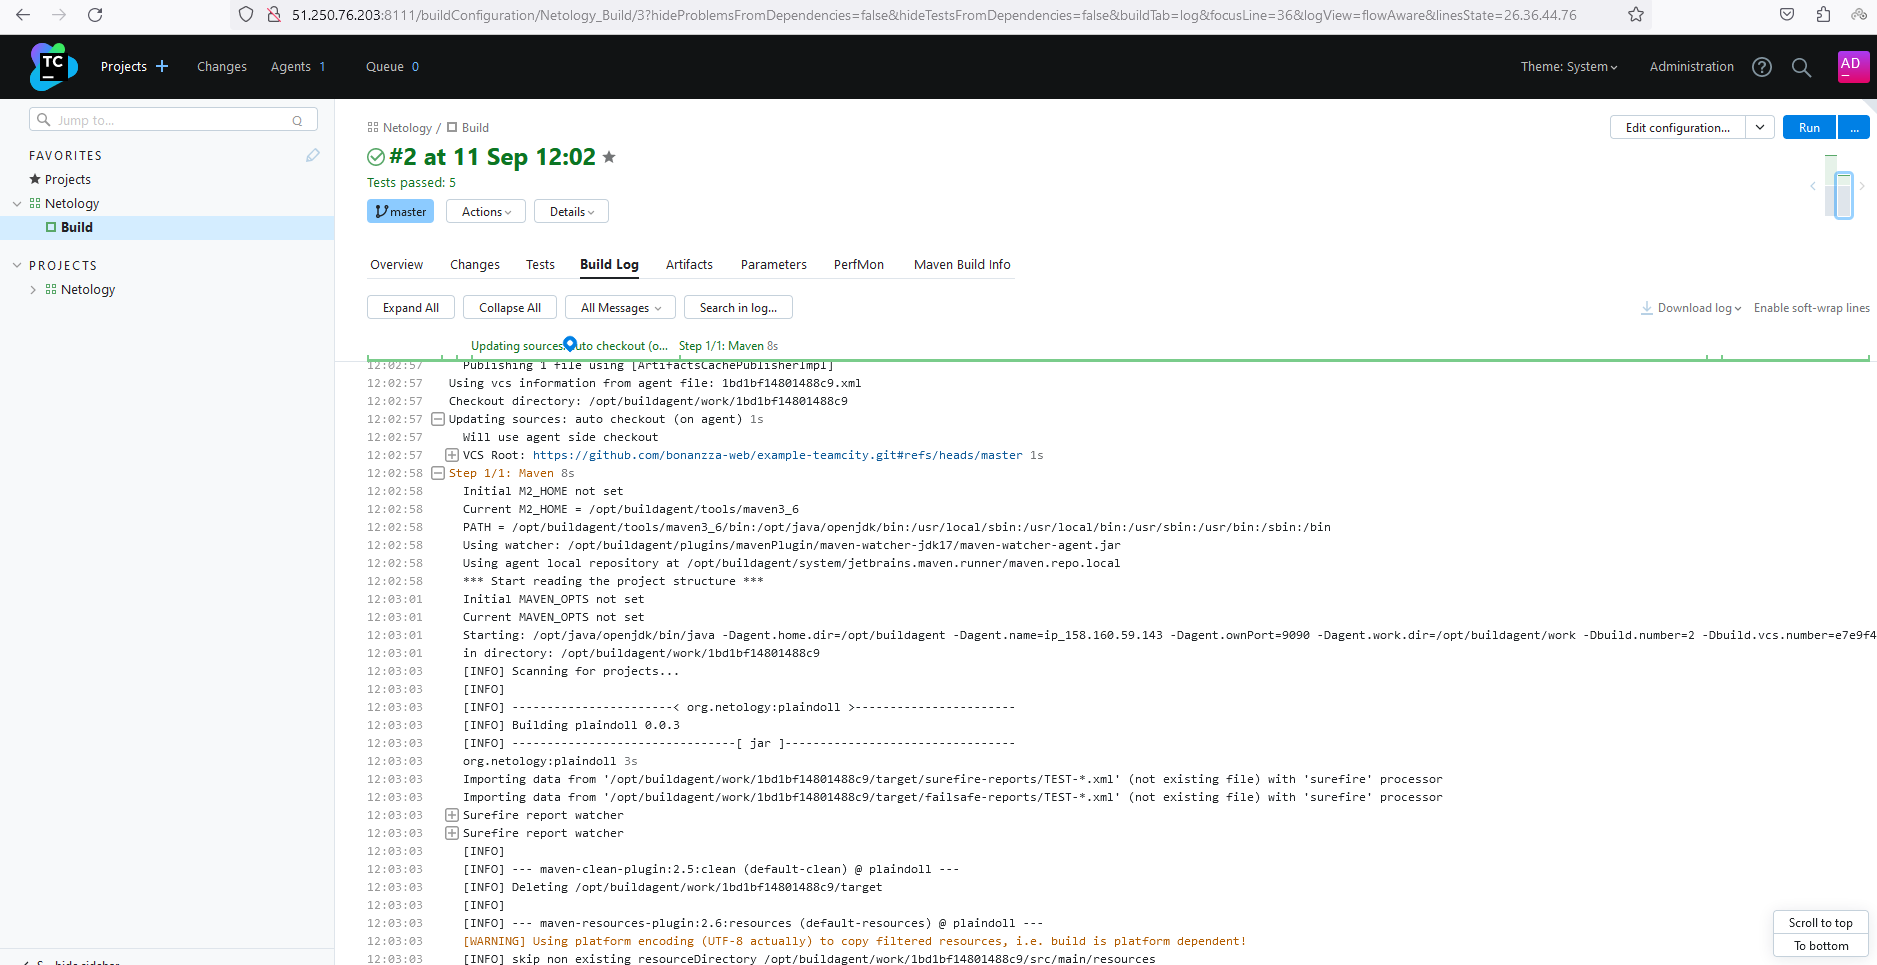 51.250.76.203:8111/buildConfiguration/Netology_Build/3?hideProblemsFromDependencies=false&hideTestsFromDependencies=false&buildTab=log&focusLine=36&logView=flowAware&linesState=26.36.44.76
TC
Projects
Changes
Agents 1
Queue 0
Theme: System
Administration
AD
Jump to...
Q
FAVORITES
Projects
Netology
Build
PROJECTS
Netology
Netology / Build
Edit configuration...
Run
...
#2 at 11 Sep 12:02
Tests passed: 5
master
Actions
Details
Overview
Changes
Tests
Build Log
Artifacts
Parameters
PerfMon
Maven Build Info
Expand All
Collapse All
All Messages
Search in log...
Download log
Enable soft-wrap lines
Updating sources: auto checkout (o...
Step 1/1: Maven 8s
12:02:57 Publishing 1 file using [ArtifactsCachePublisherImpl]
12:02:57 Using vcs information from agent file: 1bd1bf14801488c9.xml
12:02:57 Checkout directory: /opt/buildagent/work/1bd1bf14801488c9
12:02:57 Updating sources: auto checkout (on agent) 1s
12:02:57 Will use agent side checkout
12:02:57 VCS Root: https://github.com/bonanzza-web/example-teamcity.git#refs/heads/master 1s
12:02:58 Step 1/1: Maven 8s
12:02:58 Initial M2_HOME not set
12:02:58 Current M2_HOME = /opt/buildagent/tools/maven3_6
12:02:58 PATH = /opt/buildagent/tools/maven3_6/bin:/opt/java/openjdk/bin:/usr/local/sbin:/usr/local/bin:/usr/sbin:/usr/bin:/sbin:/bin
12:02:58 Using watcher: /opt/buildagent/plugins/mavenPlugin/maven-watcher-jdk17/maven-watcher-agent.jar
12:02:58 Using agent local repository at /opt/buildagent/system/jetbrains.maven.runner/maven.repo.local
12:02:58 *** Start reading the project structure ***
12:03:01 Initial MAVEN_OPTS not set
12:03:01 Current MAVEN_OPTS not set
12:03:01 Starting: /opt/java/openjdk/bin/java -Dagent.home.dir=/opt/buildagent -Dagent.name=ip_158.160.59.143 -Dagent.ownPort=9090 -Dagent.work.dir=/opt/buildagent/work -Dbuild.number=2 -Dbuild.vcs.number=e7e9f4
12:03:01 in directory: /opt/buildagent/work/1bd1bf14801488c9
12:03:03 [INFO] Scanning for projects...
12:03:03 [INFO]
12:03:03 [INFO] -----------------------< org.netology:plaindoll >-----------------------
12:03:03 [INFO] Building plaindoll 0.0.3
12:03:03 [INFO] --------------------------------[ jar ]---------------------------------
12:03:03 org.netology:plaindoll 3s
12:03:03 Importing data from '/opt/buildagent/work/1bd1bf14801488c9/target/surefire-reports/TEST-*.xml' (not existing file) with 'surefire' processor
12:03:03 Importing data from '/opt/buildagent/work/1bd1bf14801488c9/target/failsafe-reports/TEST-*.xml' (not existing file) with 'surefire' processor
12:03:03 Surefire report watcher
12:03:03 Surefire report watcher
12:03:03 [INFO]
12:03:03 [INFO] --- maven-clean-plugin:2.5:clean (default-clean) @ plaindoll ---
12:03:03 [INFO] Deleting /opt/buildagent/work/1bd1bf14801488c9/target
12:03:03 [INFO]
12:03:03 [INFO] --- maven-resources-plugin:2.6:resources (default-resources) @ plaindoll ---
12:03:03 [WARNING] Using platform encoding (UTF-8 actually) to copy filtered resources, i.e. build is platform dependent!
12:03:03 [INFO] skip non existing resourceDirectory /opt/buildagent/work/1bd1bf14801488c9/src/main/resources
Scroll to top
To bottom